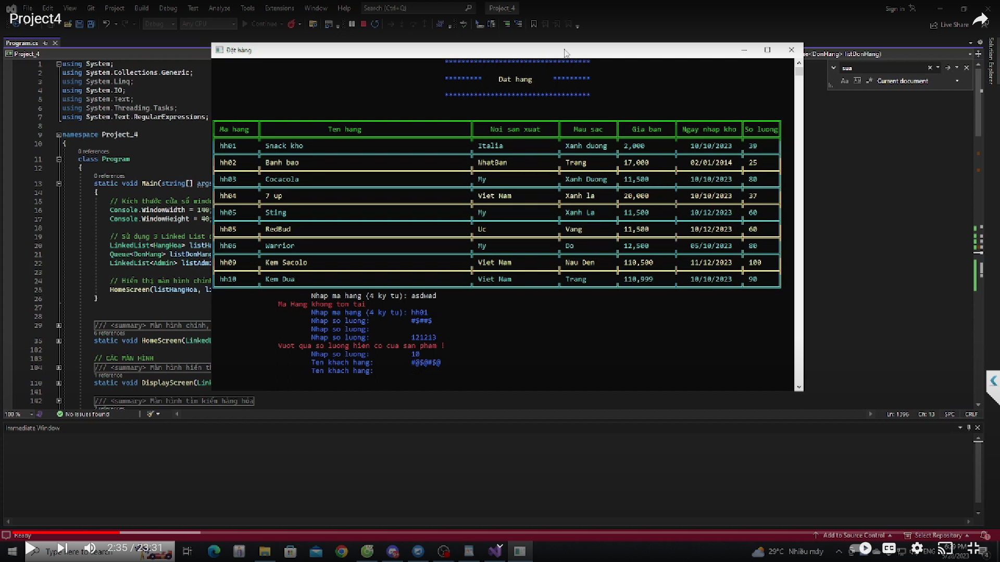 File Edit View Git Project Build Debug Test Analyze Tools Extensions Window Help Search (Ctrl+Q) Project_4 Sign in
Project4
Debug Any CPU Continue Live Share
Program.cs
Project_4
<DonHang> listDonHang)
Solution Explorer
sua
Aa Current document
1 using System;
2 using System.Collections.Generic;
3 using System.Linq;
4 using System.IO;
5 using System.Text;
6 using System.Threading.Tasks;
7 using System.Text.RegularExpressions;
8
9 namespace Project_4
10 {
0 references
11 class Program
12 {
0 references
13 static void Main(string[] args
14 {
15 // Kích thước cửa sổ windo
16 Console.WindowWidth = 140;
17 Console.WindowHeight = 40;
18
19 // Sử dụng 3 Linked List
20 LinkedList<HangHoa> listHa
21 Queue<DonHang> listDonHang
22 LinkedList<Admin> listAdmi
23
24 // Hiển thị màn hình chính
25 HomeScreen(listHangHoa, li
26 }
27
28
29 /// <summary> Màn hình chính,
6 references
35 static void HomeScreen(LinkedL
102
103 // CÁC MÀN HÌNH
104 /// <summary> Màn hình hiển th
1 reference
110 static void DisplayScreen(Link
141
142 /// <summary> Màn hình tìm kiếm hàng hóa
Đặt hàng
***********************************
********* Dat hang *********
***********************************
Ma hang Ten hang Noi san xuat Mau sac Gia ban Ngay nhap kho So luong
hh01 Snack kho Italia Xanh duong 2,000 10/10/2023 39
hh02 Banh bao NhatBan Trang 17,000 02/01/2014 25
hh03 Cocacola My Xanh Duong 11,500 10/10/2023 80
hh04 7 up Viet Nam Xanh la 20,000 10/10/2023 37
hh05 Sting My Xanh La 11,500 10/12/2023 60
hh05 RedBud Uc Vang 11,500 10/12/2023 60
hh06 Warrior My Do 12,500 05/10/2023 80
hh09 Kem Sacolo Viet Nam Nau Den 110,500 11/12/2023 100
hh10 Kem Dua Viet Nam Trang 110,999 10/10/2023 90
Nhap ma hang (4 ky tu): asdwad
Ma Hang khong ton tai
Nhap ma hang (4 ky tu): hh01
Nhap so luong: #$##$
Nhap so luong:
Nhap so luong: 121213
Vuot qua so luong hien co cua san pham !
Nhap so luong: 10
Ten khach hang: #@$@#$@
Ten khach hang:
100 % No issues found Ln: 1396 Ch: 13 SPC CRLF
Immediate Window
Ready Add to Source Control Select Repository
2:35 / 23:31
Type here to search
29°C Nhiều mây ENG PM
5/28/2023